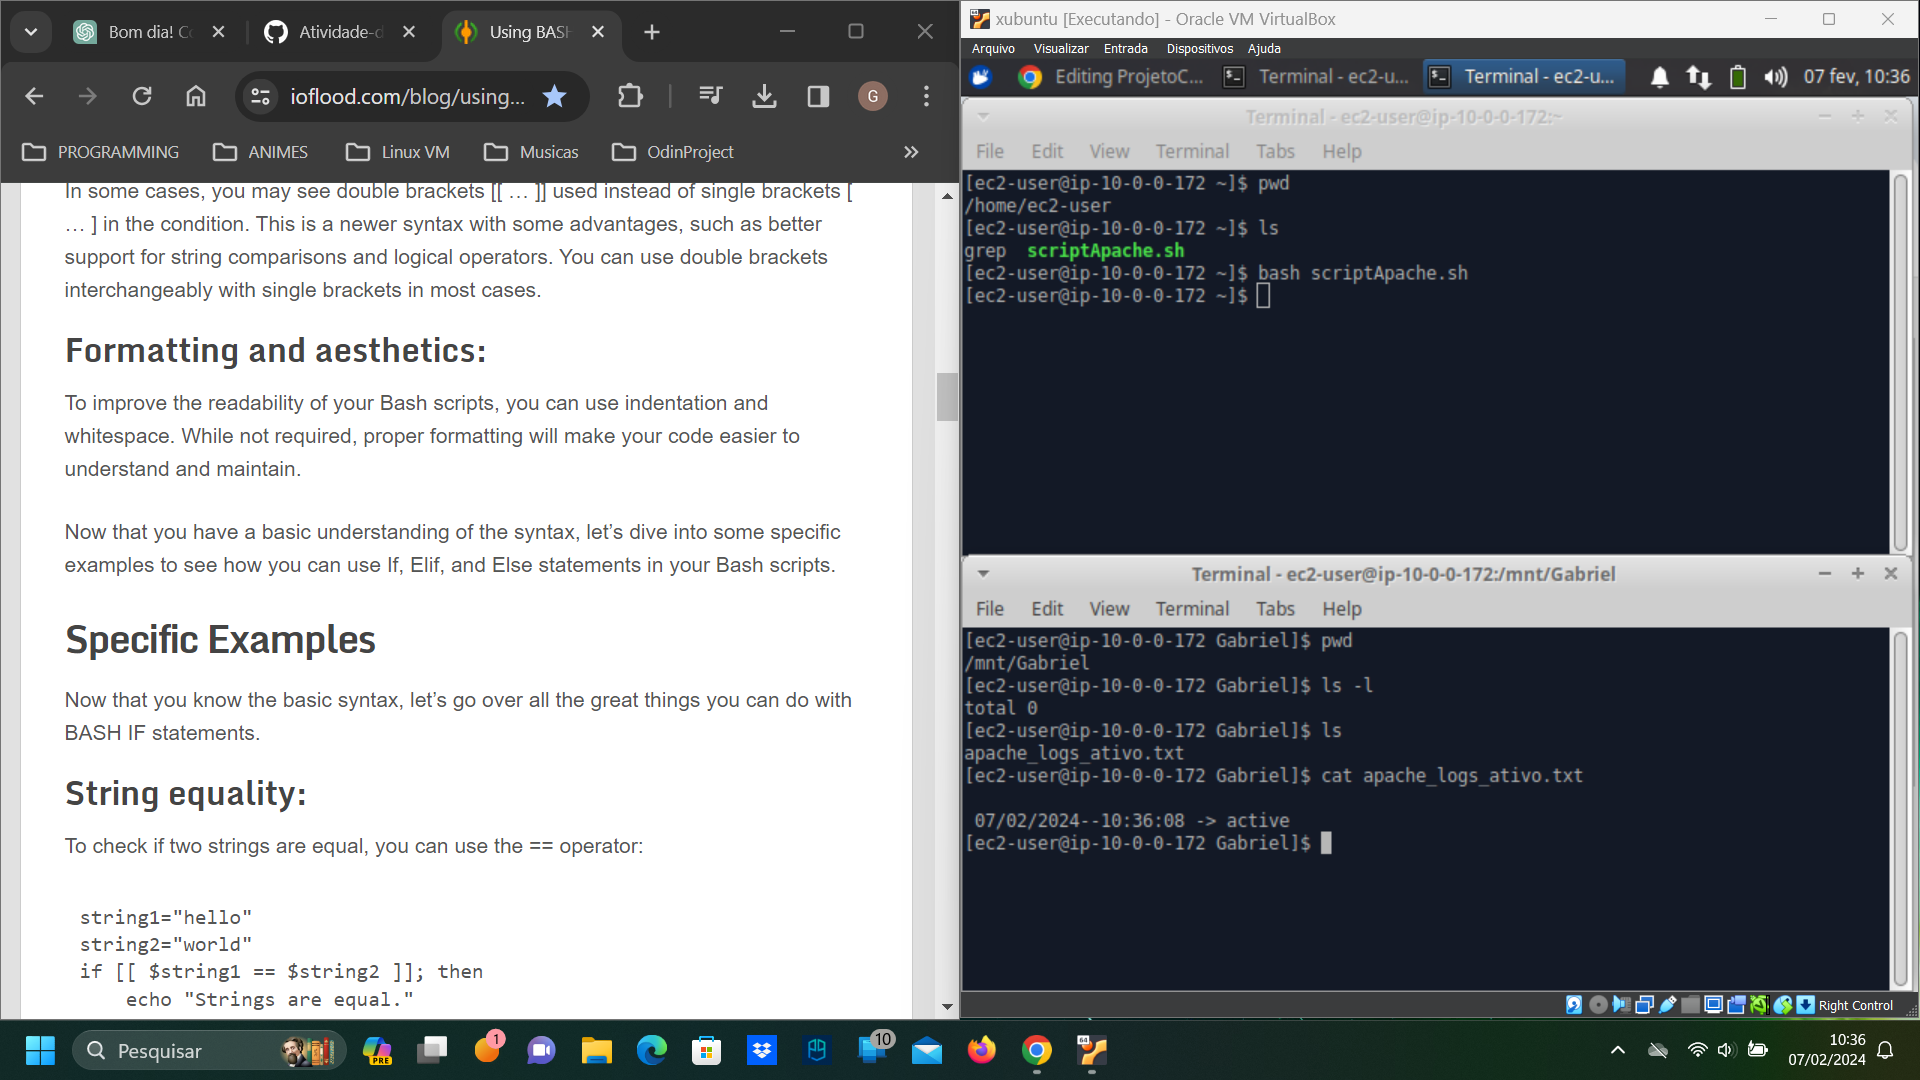 Bom dia! Co
Atividade-d
Using BASH
ioflood.com/blog/using...
G
PROGRAMMING
ANIMES
Linux VM
Musicas
OdinProject
In some cases, you may see double brackets [[ … ]] used instead of single brackets [
… ] in the condition. This is a newer syntax with some advantages, such as better
support for string comparisons and logical operators. You can use double brackets
interchangeably with single brackets in most cases.
Formatting and aesthetics:
To improve the readability of your Bash scripts, you can use indentation and
whitespace. While not required, proper formatting will make your code easier to
understand and maintain.
Now that you have a basic understanding of the syntax, let’s dive into some specific
examples to see how you can use If, Elif, and Else statements in your Bash scripts.
Specific Examples
Now that you know the basic syntax, let’s go over all the great things you can do with
BASH IF statements.
String equality:
To check if two strings are equal, you can use the == operator:
string1="hello"
string2="world"
if [[ $string1 == $string2 ]]; then
echo "Strings are equal."
xubuntu [Executando] - Oracle VM VirtualBox
Arquivo Visualizar Entrada Dispositivos Ajuda
Editing ProjetoC...
Terminal - ec2-u...
Terminal - ec2-u...
07 fev, 10:36
Terminal - ec2-user@ip-10-0-0-172:~
File Edit View Terminal Tabs Help
[ec2-user@ip-10-0-0-172 ~]$ pwd
/home/ec2-user
[ec2-user@ip-10-0-0-172 ~]$ ls
grep  scriptApache.sh
[ec2-user@ip-10-0-0-172 ~]$ bash scriptApache.sh
[ec2-user@ip-10-0-0-172 ~]$
Terminal - ec2-user@ip-10-0-0-172:/mnt/Gabriel
File Edit View Terminal Tabs Help
[ec2-user@ip-10-0-0-172 Gabriel]$ pwd
/mnt/Gabriel
[ec2-user@ip-10-0-0-172 Gabriel]$ ls -l
total 0
[ec2-user@ip-10-0-0-172 Gabriel]$ ls
apache_logs_ativo.txt
[ec2-user@ip-10-0-0-172 Gabriel]$ cat apache_logs_ativo.txt
07/02/2024--10:36:08 -> active
[ec2-user@ip-10-0-0-172 Gabriel]$
Right Control
Pesquisar
PRE
1
10
64
10:36
07/02/2024